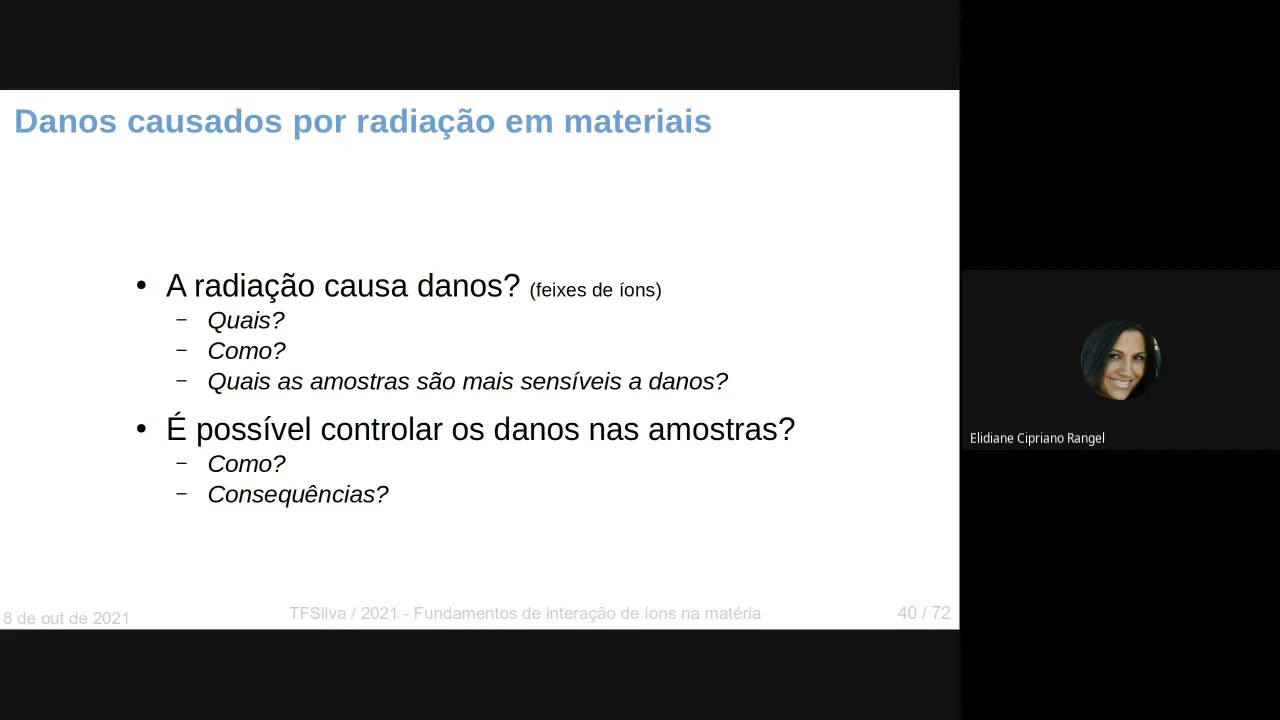 Danos causados por radiação em materiais
• A radiação causa danos? (feixes de íons)
– Quais?
– Como?
– Quais as amostras são mais sensíveis a danos?
• É possível controlar os danos nas amostras?
– Como?
– Consequências?
8 de out de 2021
TFSilva / 2021 - Fundamentos de interação de íons na matéria
40 / 72
Elidiane Cipriano Rangel